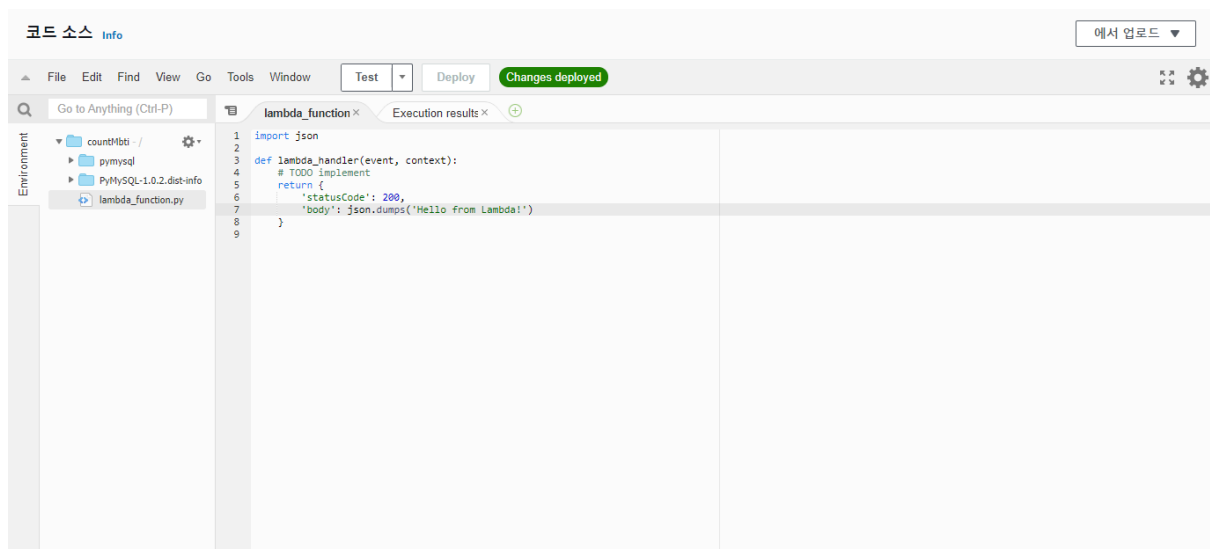 코드 소스 Info
에서 업로드 ▼
File Edit Find View Go Tools Window Test Deploy Changes deployed
Go to Anything (Ctrl-P)
lambda_function ×
Execution results ×
Environment
countMbti - /
pymysql
PyMySQL-1.0.2.dist-info
lambda_function.py
1 import json
2
3 def lambda_handler(event, context):
4     # TODO implement
5     return {
6         'statusCode': 200,
7         'body': json.dumps('Hello from Lambda!')
8     }
9